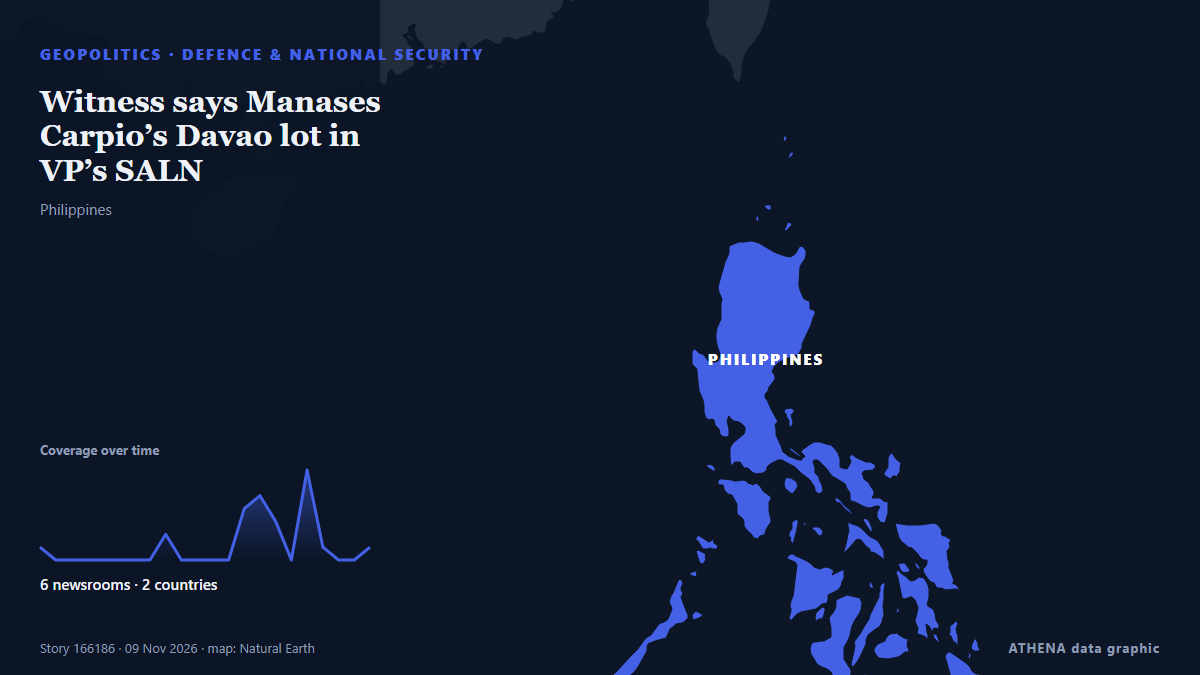 GEOPOLITICS · DEFENCE & NATIONAL SECURITY
Witness says Manases
Carpio’s Davao lot in
VP’s SALN
Philippines
PHILIPPINES
Coverage over time
6 newsrooms · 2 countries
Story 166186 · 09 Nov 2026 · map: Natural Earth
ATHENA data graphic